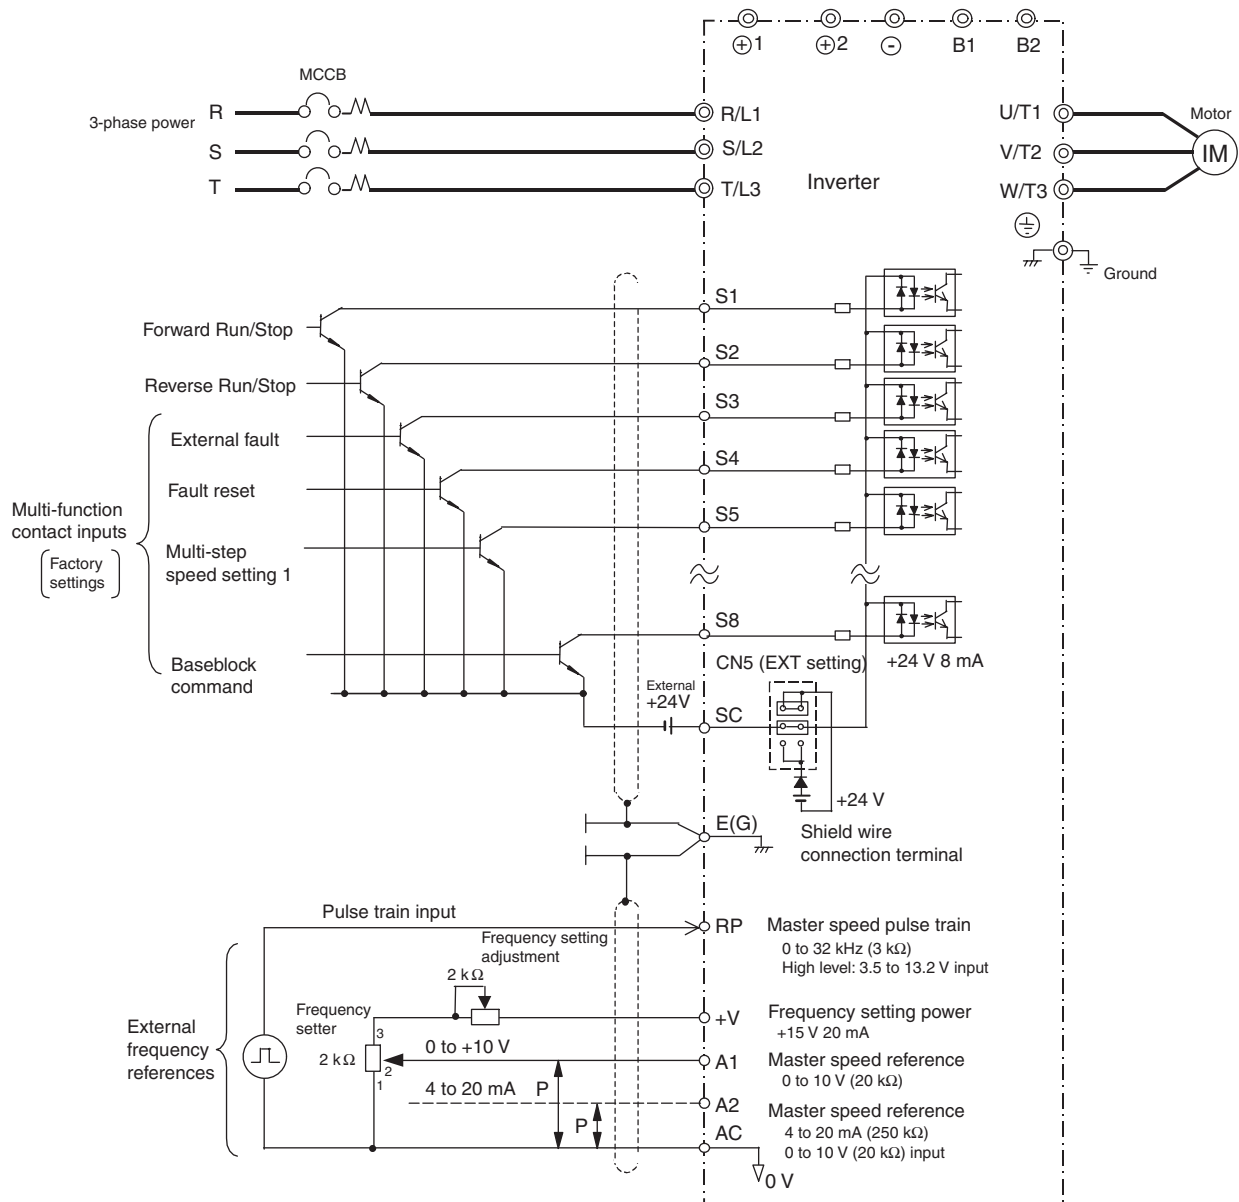 ⊕1
⊕2
⊖
B1
B2
MCCB
3-phase power
R
S
T
R/L1
S/L2
T/L3
Inverter
U/T1
V/T2
W/T3
Motor
IM
Ground
S1
Forward Run/Stop
S2
Reverse Run/Stop
S3
External fault
S4
Fault reset
S5
Multi-function
contact inputs
Factory
settings
Multi-step
speed setting 1
S8
Baseblock
command
CN5 (EXT setting)
+24 V 8 mA
External
+24V
SC
+24 V
E(G)
Shield wire
connection terminal
Pulse train input
RP
Master speed pulse train
0 to 32 kHz (3 kΩ)
High level: 3.5 to 13.2 V input
Frequency setting
adjustment
2 kΩ
Frequency
setter
+V
Frequency setting power
+15 V 20 mA
External
frequency
references
3
2 kΩ
2
1
0 to +10 V
P
A1
Master speed reference
0 to 10 V (20 kΩ)
4 to 20 mA
P
A2
Master speed reference
4 to 20 mA (250 kΩ)
0 to 10 V (20 kΩ) input
AC
0 V